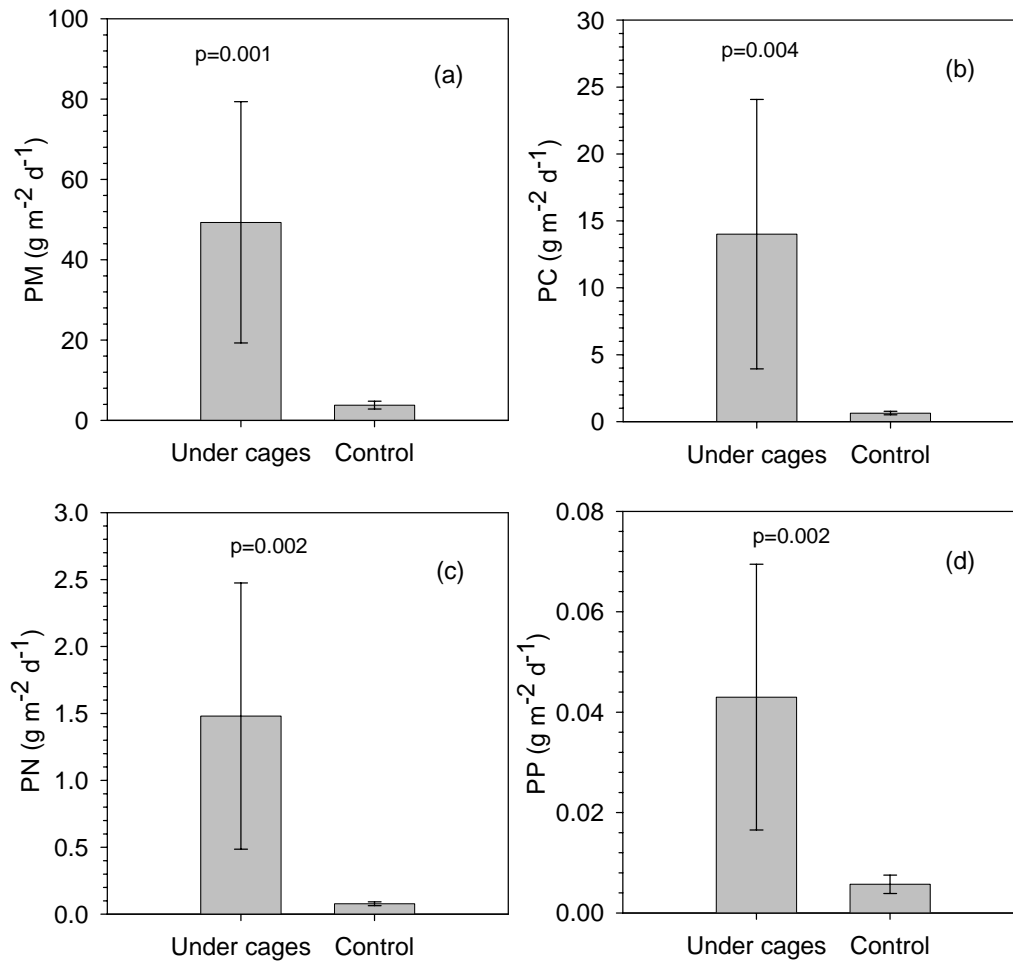 100
80
60
40
20
0
PM (g m⁻² d⁻¹)
p=0.001
(a)
Under cages Control
30
25
20
15
10
5
0
PC (g m⁻² d⁻¹)
p=0.004
(b)
Under cages Control
3.0
2.5
2.0
1.5
1.0
0.5
0.0
PN (g m⁻² d⁻¹)
p=0.002
(c)
Under cages Control
0.08
0.06
0.04
0.02
0.00
PP (g m⁻² d⁻¹)
p=0.002
(d)
Under cages Control